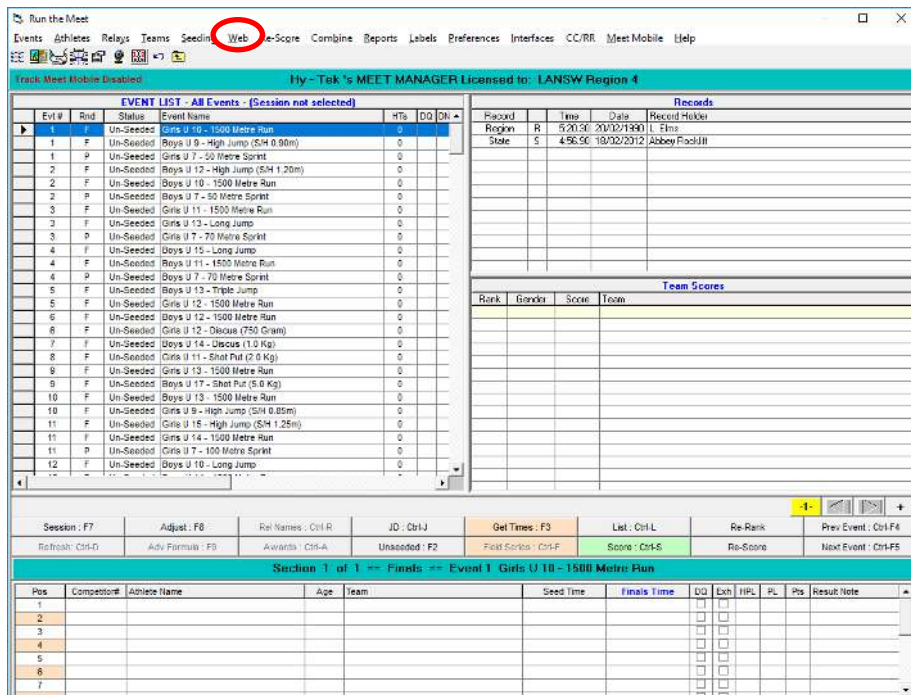 Run the Meet
Events Athletes Relays Teams Seeding Web Re-Score Combine Reports Labels Preferences Interfaces CC/RR Meet Mobile Help
Track Meet Mobile Disabled Hy-Tek's MEET MANAGER Licensed to: LANSW Region 4
EVENT LIST - All Events - (Session not selected)
Evt # Rnd Status Event Name HTs DQ DN
1 F Un-Seeded Girls U 10 - 1500 Metre Run 0
1 F Un-Seeded Boys U 9 - High Jump (S/H 0.90m) 0
1 P Un-Seeded Girls U 7 - 50 Metre Sprint 0
2 F Un-Seeded Boys U 12 - High Jump (S/H 1.20m) 0
2 F Un-Seeded Boys U 10 - 1500 Metre Run 0
2 P Un-Seeded Boys U 7 - 50 Metre Sprint 0
3 F Un-Seeded Girls U 11 - 1500 Metre Run 0
3 F Un-Seeded Girls U 13 - Long Jump 0
3 P Un-Seeded Girls U 7 - 70 Metre Sprint 0
4 F Un-Seeded Boys U 15 - Long Jump 0
4 F Un-Seeded Boys U 11 - 1500 Metre Run 0
4 P Un-Seeded Boys U 7 - 70 Metre Sprint 0
5 F Un-Seeded Boys U 13 - Triple Jump 0
5 F Un-Seeded Girls U 12 - 1500 Metre Run 0
6 F Un-Seeded Boys U 12 - 1500 Metre Run 0
6 F Un-Seeded Girls U 12 - Discus (750 Gram) 0
7 F Un-Seeded Boys U 14 - Discus (1.0 Kg) 0
8 F Un-Seeded Girls U 11 - Shot Put (2.0 Kg) 0
9 F Un-Seeded Girls U 13 - 1500 Metre Run 0
9 F Un-Seeded Boys U 17 - Shot Put (5.0 Kg) 0
10 F Un-Seeded Boys U 13 - 1500 Metre Run 0
10 F Un-Seeded Girls U 9 - High Jump (S/H 0.85m) 0
11 F Un-Seeded Girls U 15 - High Jump (S/H 1.25m) 0
11 F Un-Seeded Girls U 14 - 1500 Metre Run 0
11 P Un-Seeded Girls U 7 - 100 Metre Sprint 0
12 F Un-Seeded Boys U 10 - Long Jump 0
Records
Record Time Date Record Holder
Region R 5:20.30 20/02/1990 L. Elms
State S 4:56.90 18/02/2012 Abbey
Team Scores
Rank Gender Score Team
-1- +
Session : F7 Adjust : F8 Rel Names : Ctrl-R JD : Ctrl-J Get Times : F3 List : Ctrl-L Re-Rank Prev Event : Ctrl-F4
Refresh: Ctrl-D Adv Formula : F9 Awards : Ctrl-A Unseeded : F2 Field Series : Ctrl-F Score : Ctrl-S Re-Score Next Event : Ctrl-F5
Section 1 of 1 == Finals == Event 1 Girls U 10 - 1500 Metre Run
Pos Competitor# Athlete Name Age Team Seed Time Finals Time DQ Exh HPL PL Pts Result Note
1
2
3
4
5
6
7